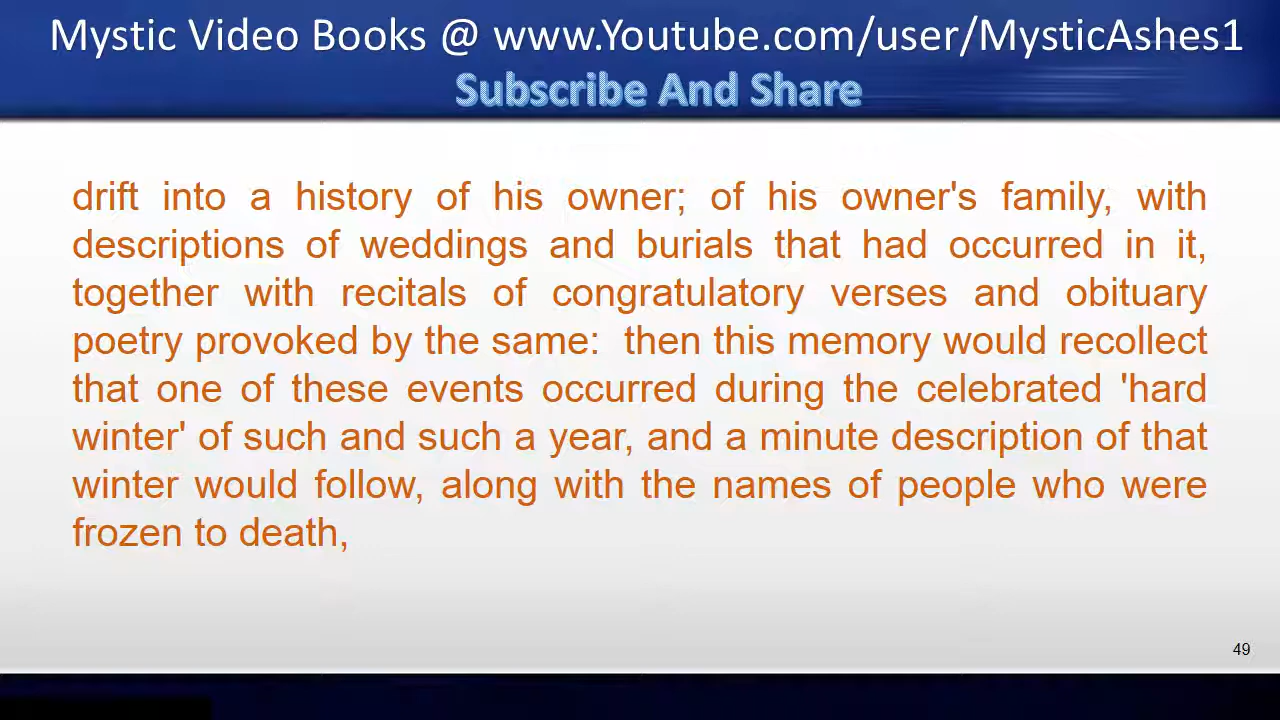 Mystic Video Books @ www.Youtube.com/user/MysticAshes1
Subscribe And Share
drift into a history of his owner; of his owner's family, with
descriptions of weddings and burials that had occurred in it,
together with recitals of congratulatory verses and obituary
poetry provoked by the same:  then this memory would recollect
that one of these events occurred during the celebrated 'hard
winter' of such and such a year, and a minute description of that
winter would follow, along with the names of people who were
frozen to death,
49